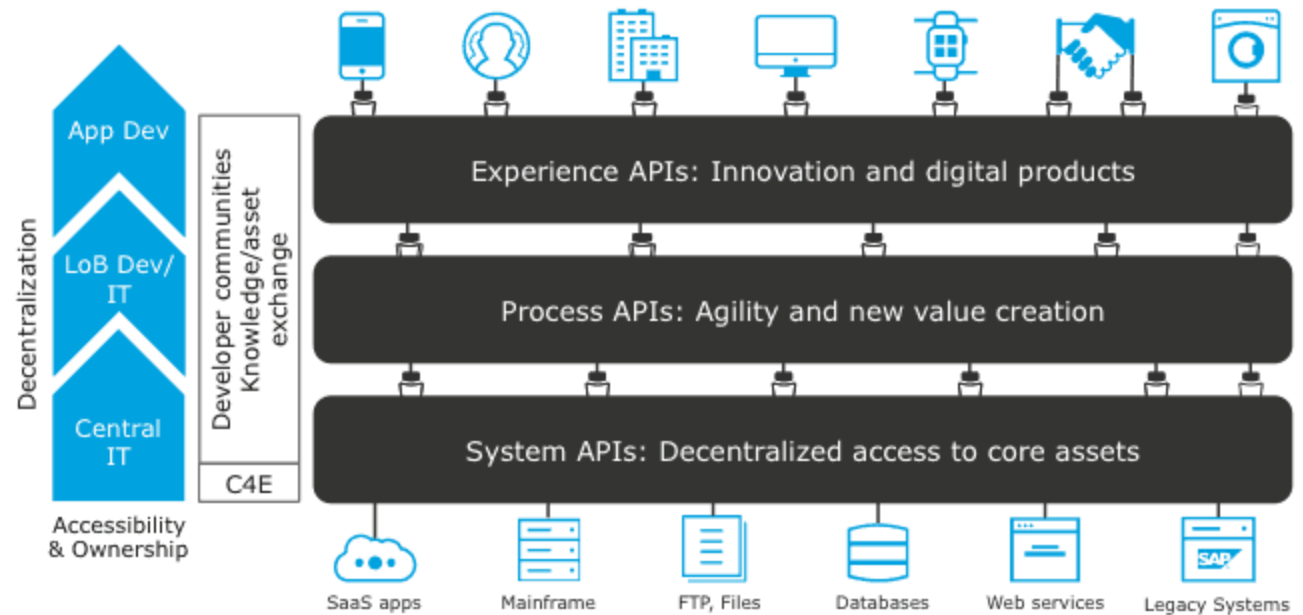 Decentralization
App Dev
LoB Dev/
IT
Central
IT
Accessibility
& Ownership
Developer communities
Knowledge/asset
exchange
C4E
Experience APIs: Innovation and digital products
Process APIs: Agility and new value creation
System APIs: Decentralized access to core assets
SAP
SaaS apps
Mainframe
FTP, Files
Databases
Web services
Legacy Systems